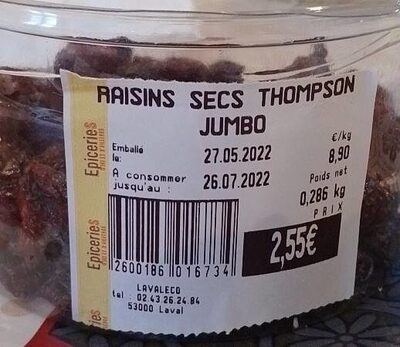 RAISINS SECS THOMPSON
JUMBO
Emballé
le:
27.05.2022
€/kg
8,90
A consommer
jusqu'au :
26.07.2022
Poids net
0,286 kg
PRIX
2,55€
2600186 016734
LAVALECO
tel : 02.43.26.24.84
53000 Laval
Epiceries
Epiceries
Epiceries